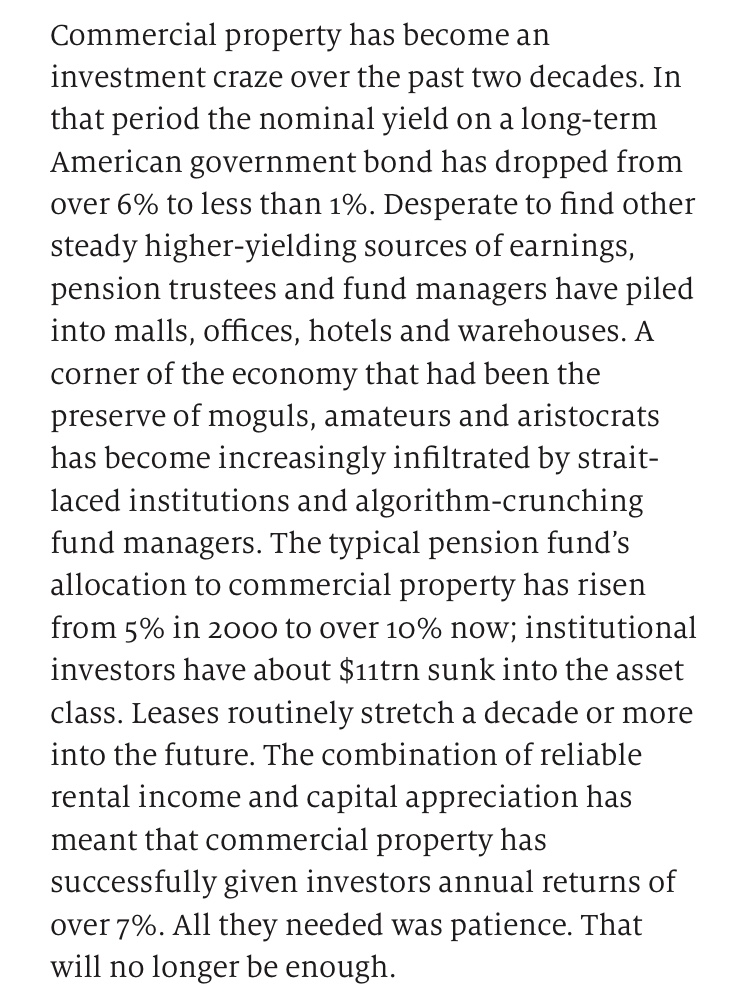 Commercial property has become an
investment craze over the past two decades. In
that period the nominal yield on a long-term
American government bond has dropped from
over 6% to less than 1%. Desperate to find other
steady higher-yielding sources of earnings,
pension trustees and fund managers have piled
into malls, offices, hotels and warehouses. A
corner of the economy that had been the
preserve of moguls, amateurs and aristocrats
has become increasingly infiltrated by strait-
laced institutions and algorithm-crunching
fund managers. The typical pension fund’s
allocation to commercial property has risen
from 5% in 2000 to over 10% now; institutional
investors have about $11trn sunk into the asset
class. Leases routinely stretch a decade or more
into the future. The combination of reliable
rental income and capital appreciation has
meant that commercial property has
successfully given investors annual returns of
over 7%. All they needed was patience. That
will no longer be enough.